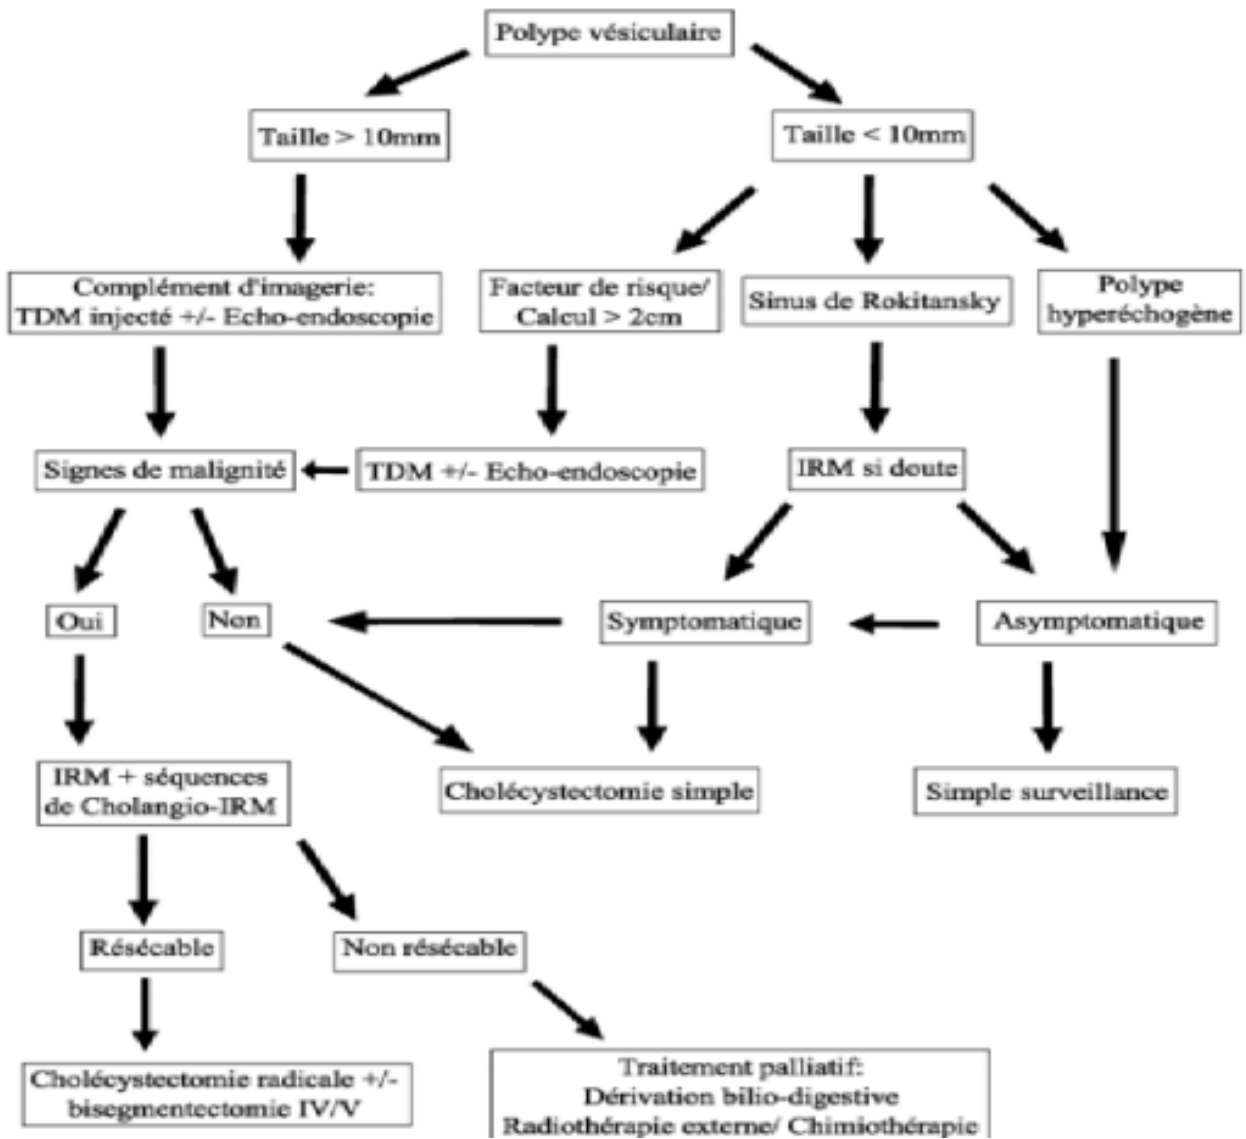 Polype vésiculaire
Taille > 10mm
Taille < 10mm
Complément d'imagerie:
TDM injecté +/- Echo-endoscopie
Facteur de risque/
Calcul > 2cm
Sinus de Rokitansky
Polype
hyperéchogène
Signes de malignité
TDM +/- Echo-endoscopie
IRM si doute
Oui
Non
Symptomatique
Asymptomatique
IRM + séquences
de Cholangio-IRM
Cholécystectomie simple
Simple surveillance
Résécable
Non résécable
Cholécystectomie radicale +/-
bisegmentectomie IV/V
Traitement palliatif:
Dérivation bilio-digestive
Radiothérapie externe/ Chimiothérapie